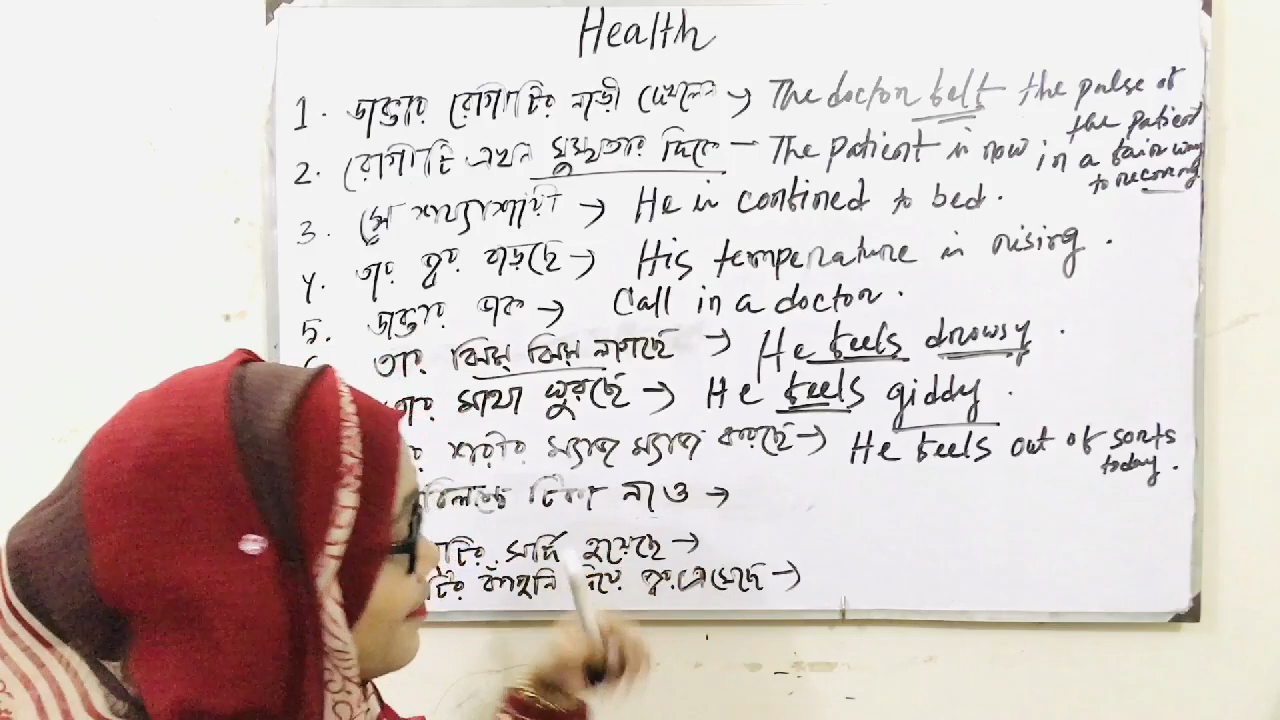 Health
1. ডাক্তার রোগীটির নাড়ী দেখলেন → The doctor felt the pulse of the patient
2. রোগীটি এখন সুস্থতার দিকে — The patient is now in a fair way to recovery
3. সে শয্যাশায়ী → He is confined to bed.
4. তার জ্বর বাড়ছে → His temperature is rising.
5. ডাক্তার ডাক → Call in a doctor.
তার ঝিম ঝিম লাগছে → He feels drowsy.
তার মাথা ঘুরছে → He feels giddy.
র শরীর ম্যাজ ম্যাজ করছে → He feels out of sorts today.
টিকা নাও →
টির সর্দি হয়েছে →
টির কাঁপুনি দিয়ে জ্বর এসেছে →